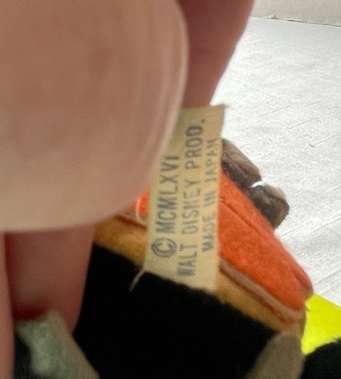 © MCMLXVI
WALT DISNEY PROD.
MADE IN JAPAN